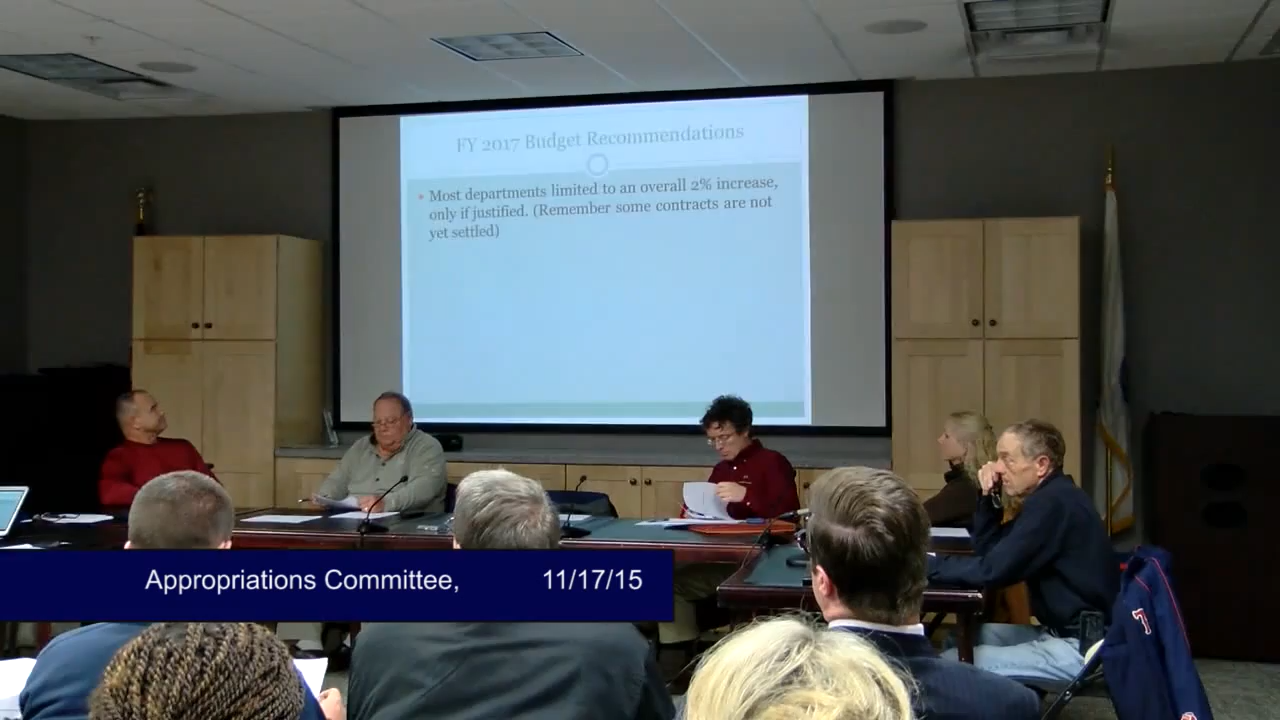 FY 2017 Budget Recommendations
Most departments limited to an overall 2% increase,
only if justified. (Remember some contracts are not
yet settled)
Appropriations Committee, 11/17/15
7